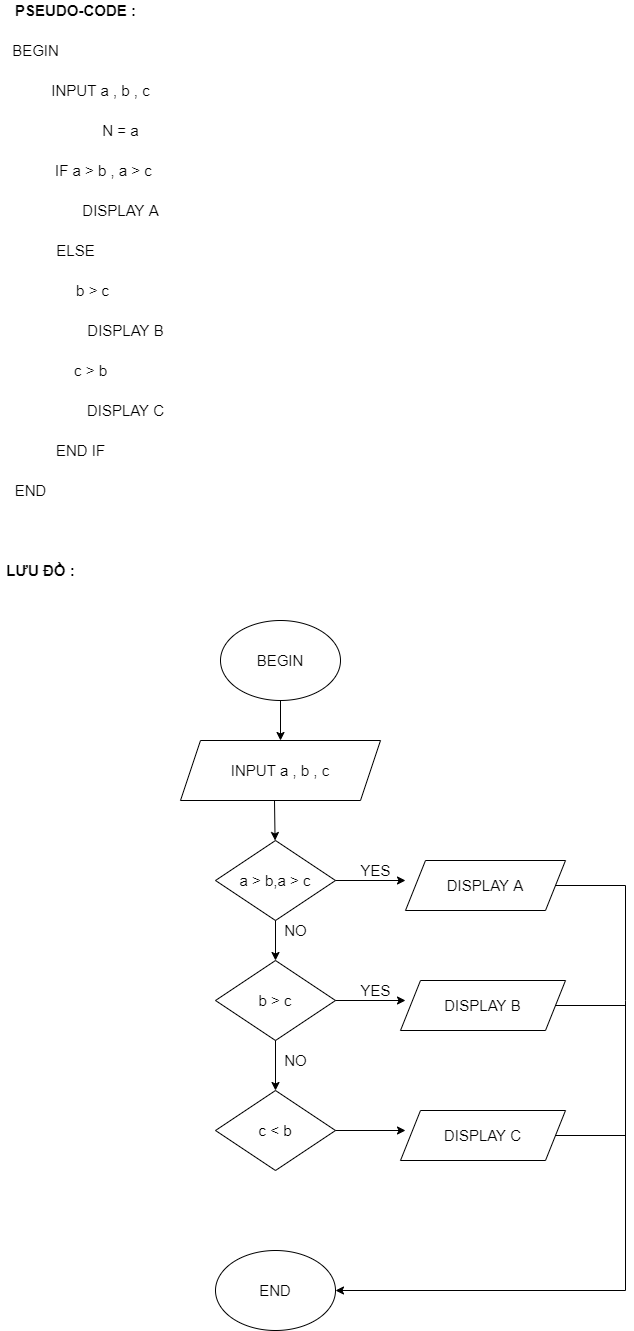 PSEUDO-CODE :
BEGIN
INPUT a , b , c
N = a
IF a > b , a > c
DISPLAY A
ELSE
b > c
DISPLAY B
c > b
DISPLAY C
END IF
END
LƯU ĐỒ :
BEGIN
INPUT a , b , c
a > b,a > c
YES
DISPLAY A
NO
b > c
YES
DISPLAY B
NO
c < b
DISPLAY C
END